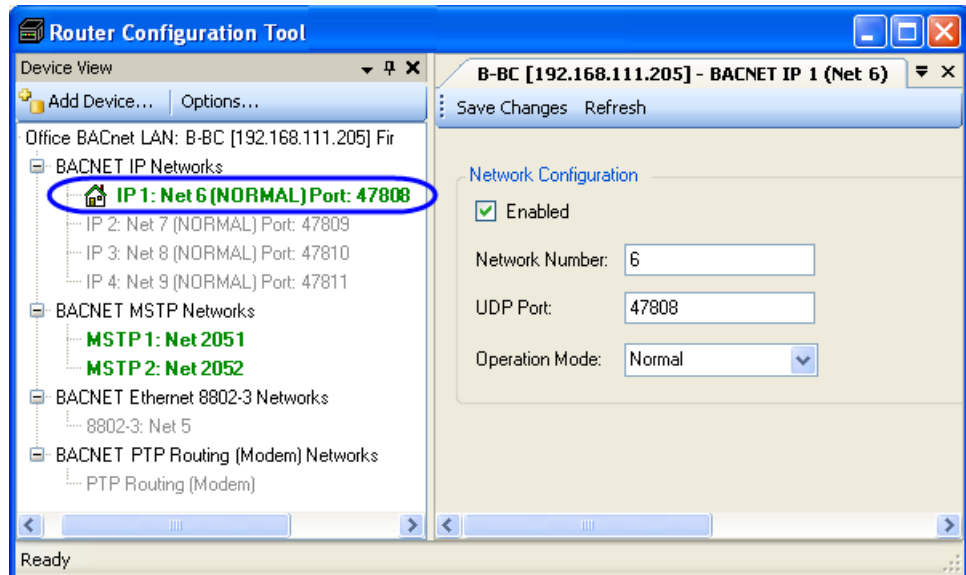 Router Configuration Tool
Device View
Add Device...
Options...
Office BACnet LAN: B-BC [192.168.111.205] Fir
BACNET IP Networks
IP 1: Net 6 (NORMAL) Port: 47808
IP 2: Net 7 (NORMAL) Port: 47809
IP 3: Net 8 (NORMAL) Port: 47810
IP 4: Net 9 (NORMAL) Port: 47811
BACNET MSTP Networks
MSTP 1: Net 2051
MSTP 2: Net 2052
BACNET Ethernet 8802-3 Networks
8802-3: Net 5
BACNET PTP Routing (Modem) Networks
PTP Routing (Modem)
B-BC [192.168.111.205] - BACNET IP 1 (Net 6)
Save Changes Refresh
Network Configuration
Enabled
Network Number: 6
UDP Port: 47808
Operation Mode: Normal
Ready